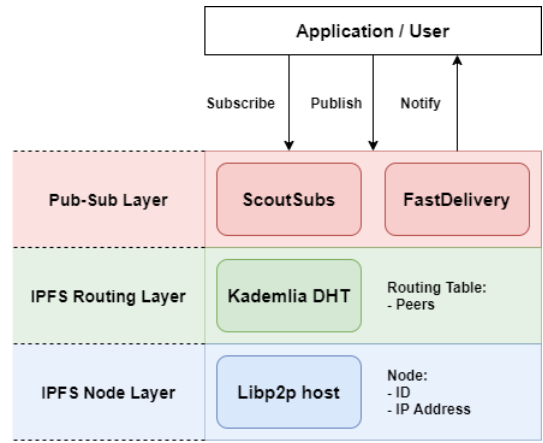 Application / User
Subscribe
Publish
Notify
Pub-Sub Layer
ScoutSubs
FastDelivery
IPFS Routing Layer
Kademlia DHT
Routing Table:
- Peers
IPFS Node Layer
Libp2p host
Node:
- ID
- IP Address